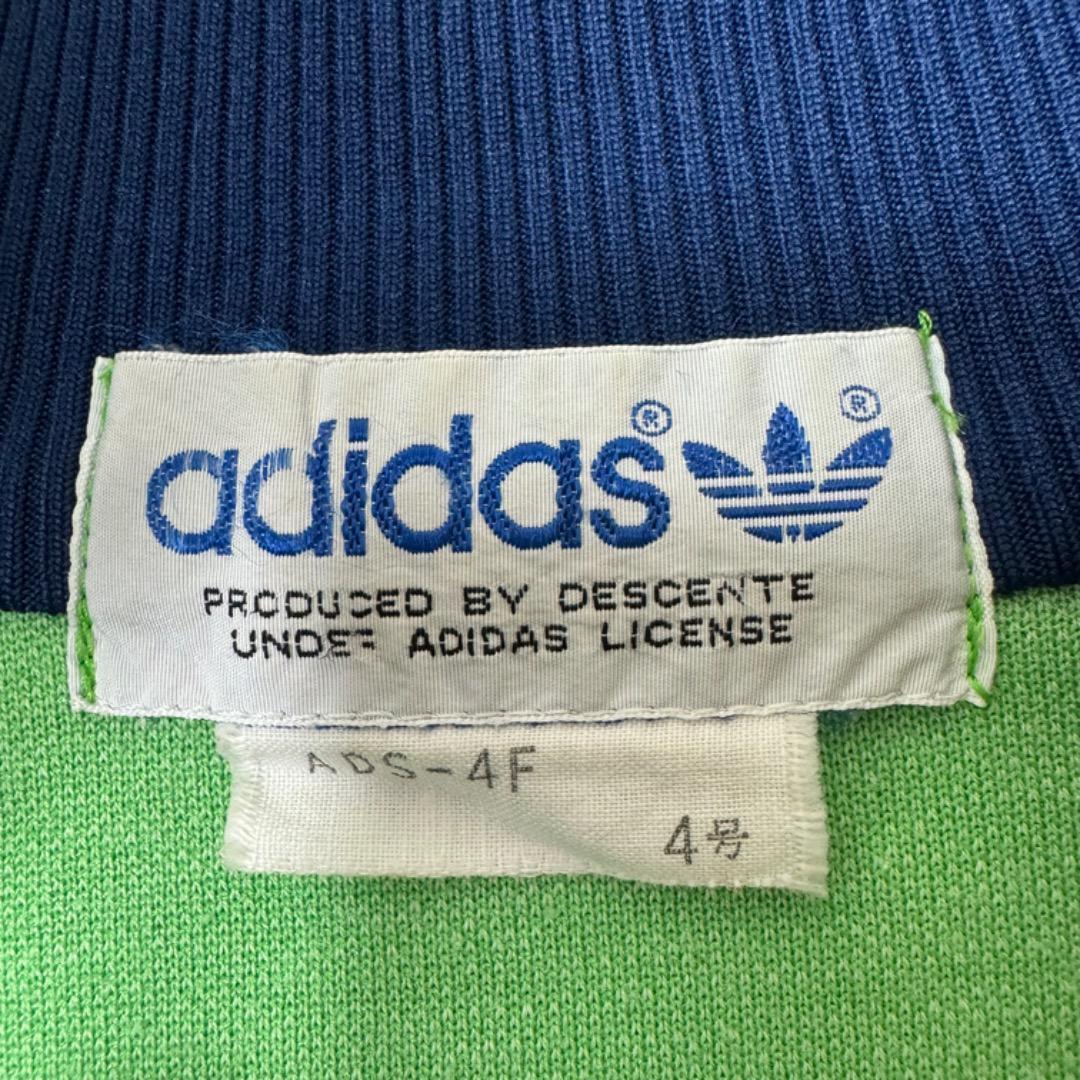 adidas® ®
PRODUCED BY DESCENTE
UNDER ADIDAS LICENSE
ADS-4F
4号